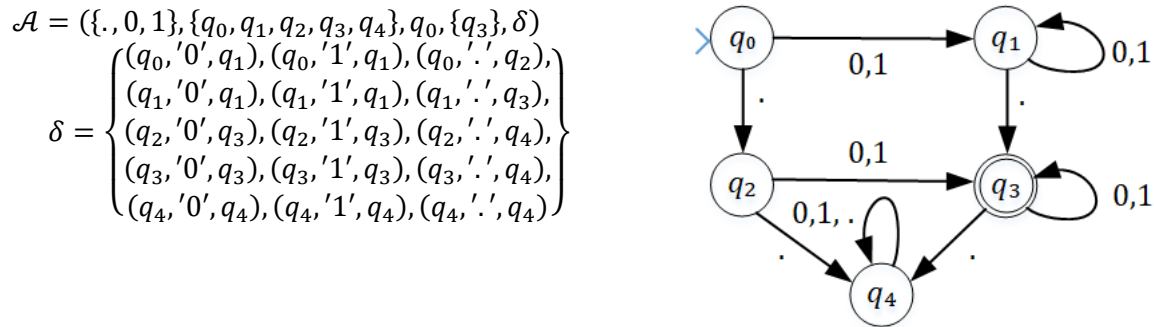 𝒜 = ({., 0, 1}, {q₀, q₁, q₂, q₃, q₄}, q₀, {q₃}, δ)
(q₀, '0', q₁), (q₀, '1', q₁), (q₀, '.', q₂),
(q₁, '0', q₁), (q₁, '1', q₁), (q₁, '.', q₃),
δ = { (q₂, '0', q₃), (q₂, '1', q₃), (q₂, '.', q₄), }
(q₃, '0', q₃), (q₃, '1', q₃), (q₃, '.', q₄),
(q₄, '0', q₄), (q₄, '1', q₄), (q₄, '.', q₄)
q₀
q₁
0,1
0,1
.
.
q₂
0,1
q₃
0,1
0,1, .
.
.
q₄